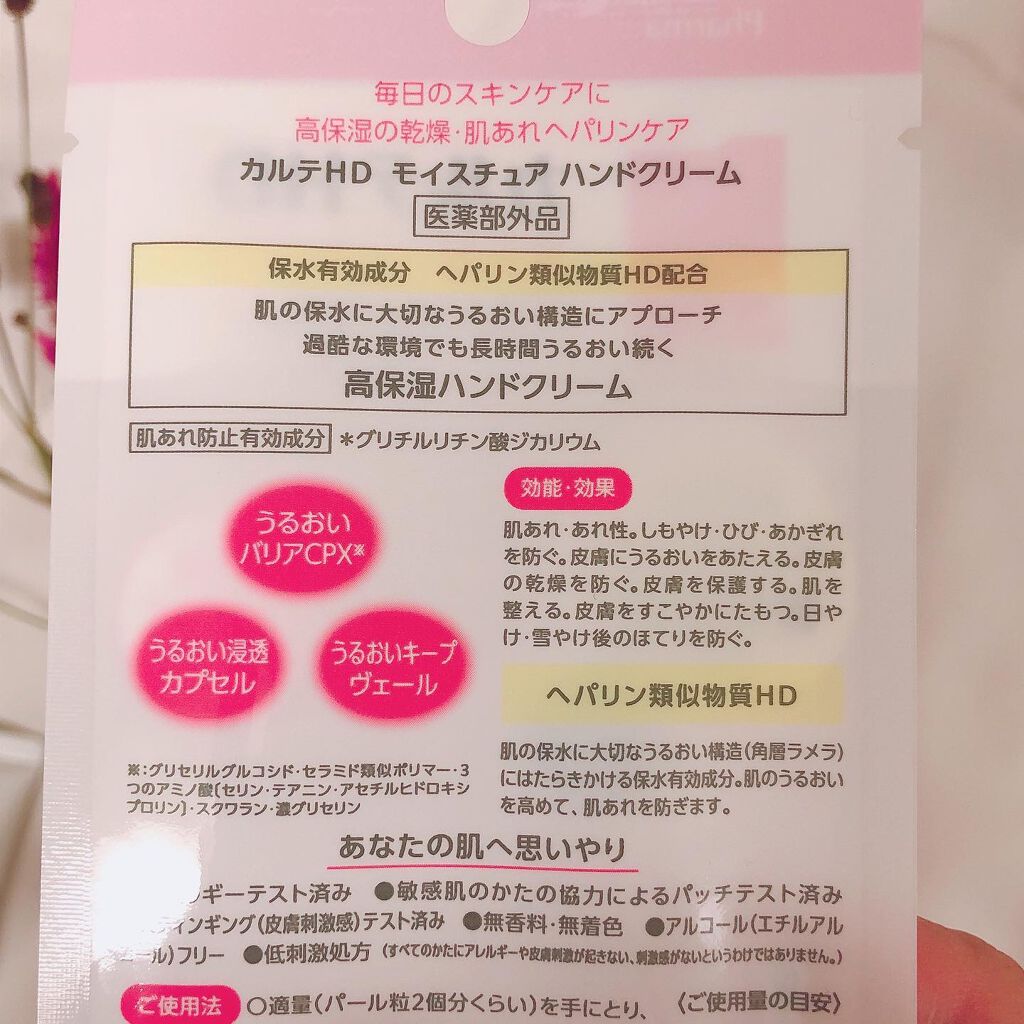 毎日のスキンケアに
高保湿の乾燥・肌あれヘパリンケア
カルテHD モイスチュア ハンドクリーム
医薬部外品
保水有効成分 ヘパリン類似物質HD配合
肌の保水に大切なうるおい構造にアプローチ
過酷な環境でも長時間うるおい続く
高保湿ハンドクリーム
肌あれ防止有効成分 *グリチルリチン酸ジカリウム
うるおい
バリアCPX※
うるおい浸透
カプセル
うるおいキープ
ヴェール
※:グリセリルグルコシド・セラミド類似ポリマー・3
つのアミノ酸〔セリン・テアニン・アセチルヒドロキシ
プロリン〕・スクワラン・濃グリセリン
効能・効果
肌あれ・あれ性。しもやけ・ひび・あかぎれ
を防ぐ。皮膚にうるおいをあたえる。皮膚
の乾燥を防ぐ。皮膚を保護する。肌を
整える。皮膚をすこやかにたもつ。日や
け・雪やけ後のほてりを防ぐ。
ヘパリン類似物質HD
肌の保水に大切なうるおい構造(角層ラメラ)
にはたらきかける保水有効成分。肌のうるおい
を高めて、肌あれを防ぎます。
あなたの肌へ思いやり
ギーテスト済み ●敏感肌のかたの協力によるパッチテスト済み
ィンギング(皮膚刺激感)テスト済み ●無香料・無着色 ●アルコール(エチルアル
ール)フリー ●低刺激処方 (すべてのかたにアレルギーや皮膚刺激が起きない、刺激感がないというわけではありません。)
ご使用法 〇適量(パール粒2個分くらい)を手にとり、 〈ご使用量の目安〉